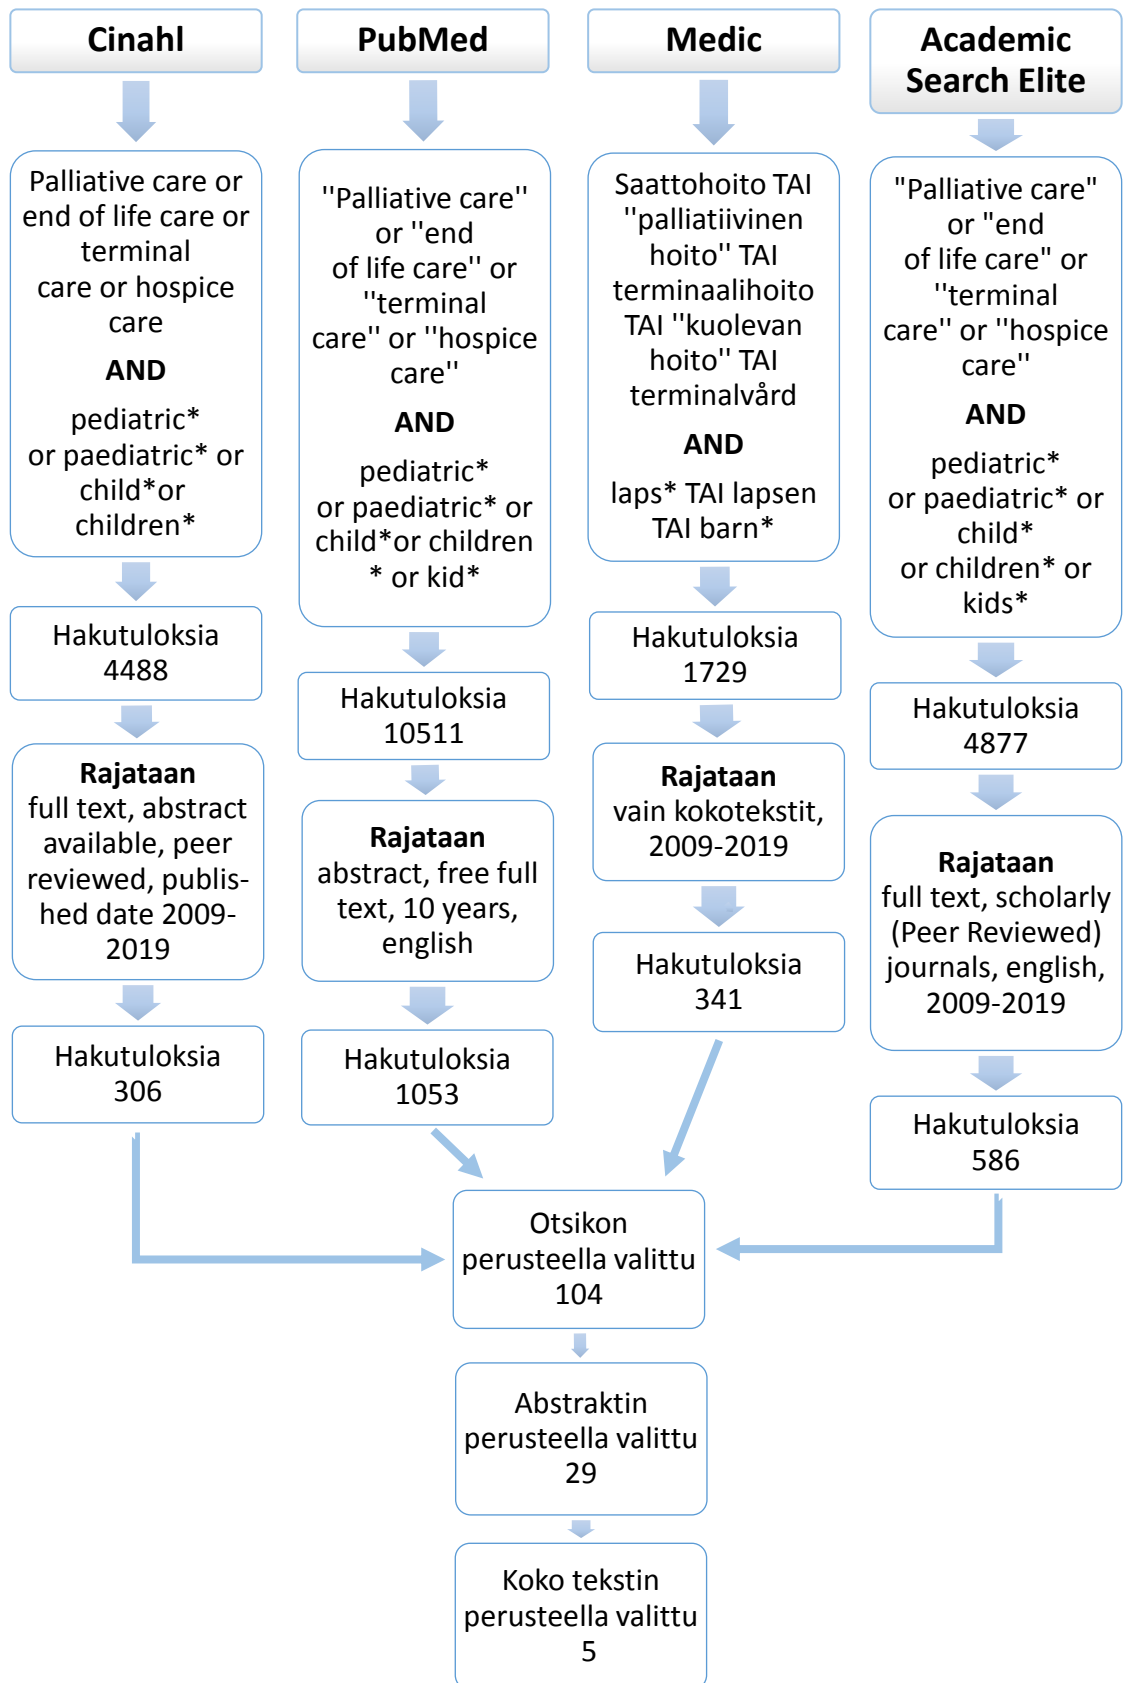 Cinahl
Palliative care or
end of life care or
terminal
care or hospice
care
AND
pediatric*
or paediatric* or
child*or
children*
Hakutuloksia
4488
Rajataan
full text, abstract
available, peer
reviewed, publis-
hed date 2009-
2019
Hakutuloksia
306
PubMed
''Palliative care''
or ''end
of life care'' or
''terminal
care'' or ''hospice
care''
AND
pediatric*
or paediatric* or
child*or children
* or kid*
Hakutuloksia
10511
Rajataan
abstract, free full
text, 10 years,
english
Hakutuloksia
1053
Medic
Saattohoito TAI
''palliatiivinen
hoito'' TAI
terminaalihoito
TAI ''kuolevan
hoito'' TAI
terminalvård
AND
laps* TAI lapsen
TAI barn*
Hakutuloksia
1729
Rajataan
vain kokotekstit,
2009-2019
Hakutuloksia
341
Academic
Search Elite
"Palliative care"
or "end
of life care" or
''terminal
care'' or ''hospice
care''
AND
pediatric*
or paediatric* or
child*
or children* or
kids*
Hakutuloksia
4877
Rajataan
full text, scholarly
(Peer Reviewed)
journals, english,
2009-2019
Hakutuloksia
586
Otsikon
perusteella valittu
104
Abstraktin
perusteella valittu
29
Koko tekstin
perusteella valittu
5